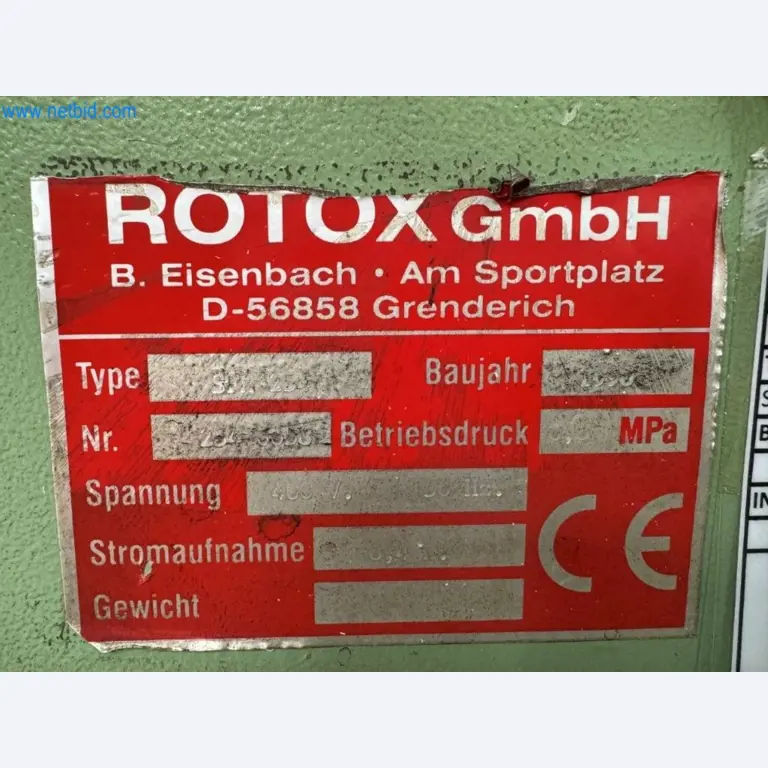 www.netbid.com
ROTOX GmbH
B. Eisenbach · Am Sportplatz
D-56858 Grenderich
Type Baujahr
Nr. Betriebsdruck MPa
Spannung
Stromaufnahme
Gewicht
CE
IN